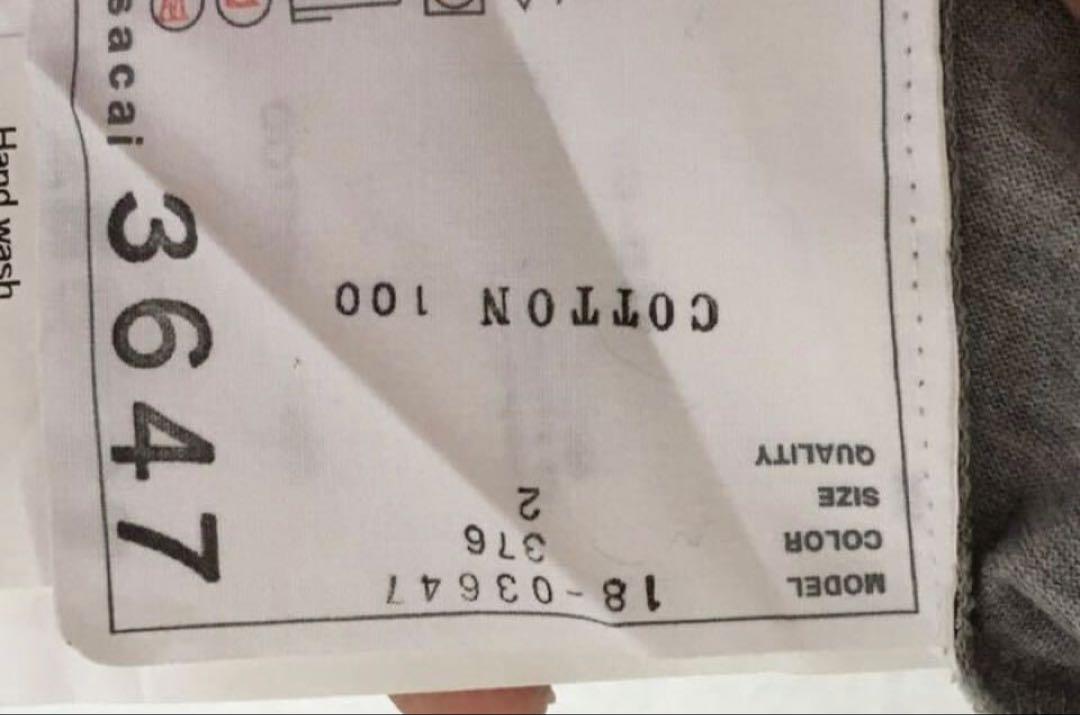 MODEL 18-03647
COLOR 376
SIZE 2
QUALITY
COTTON 100
sacai 3647
Hand wash